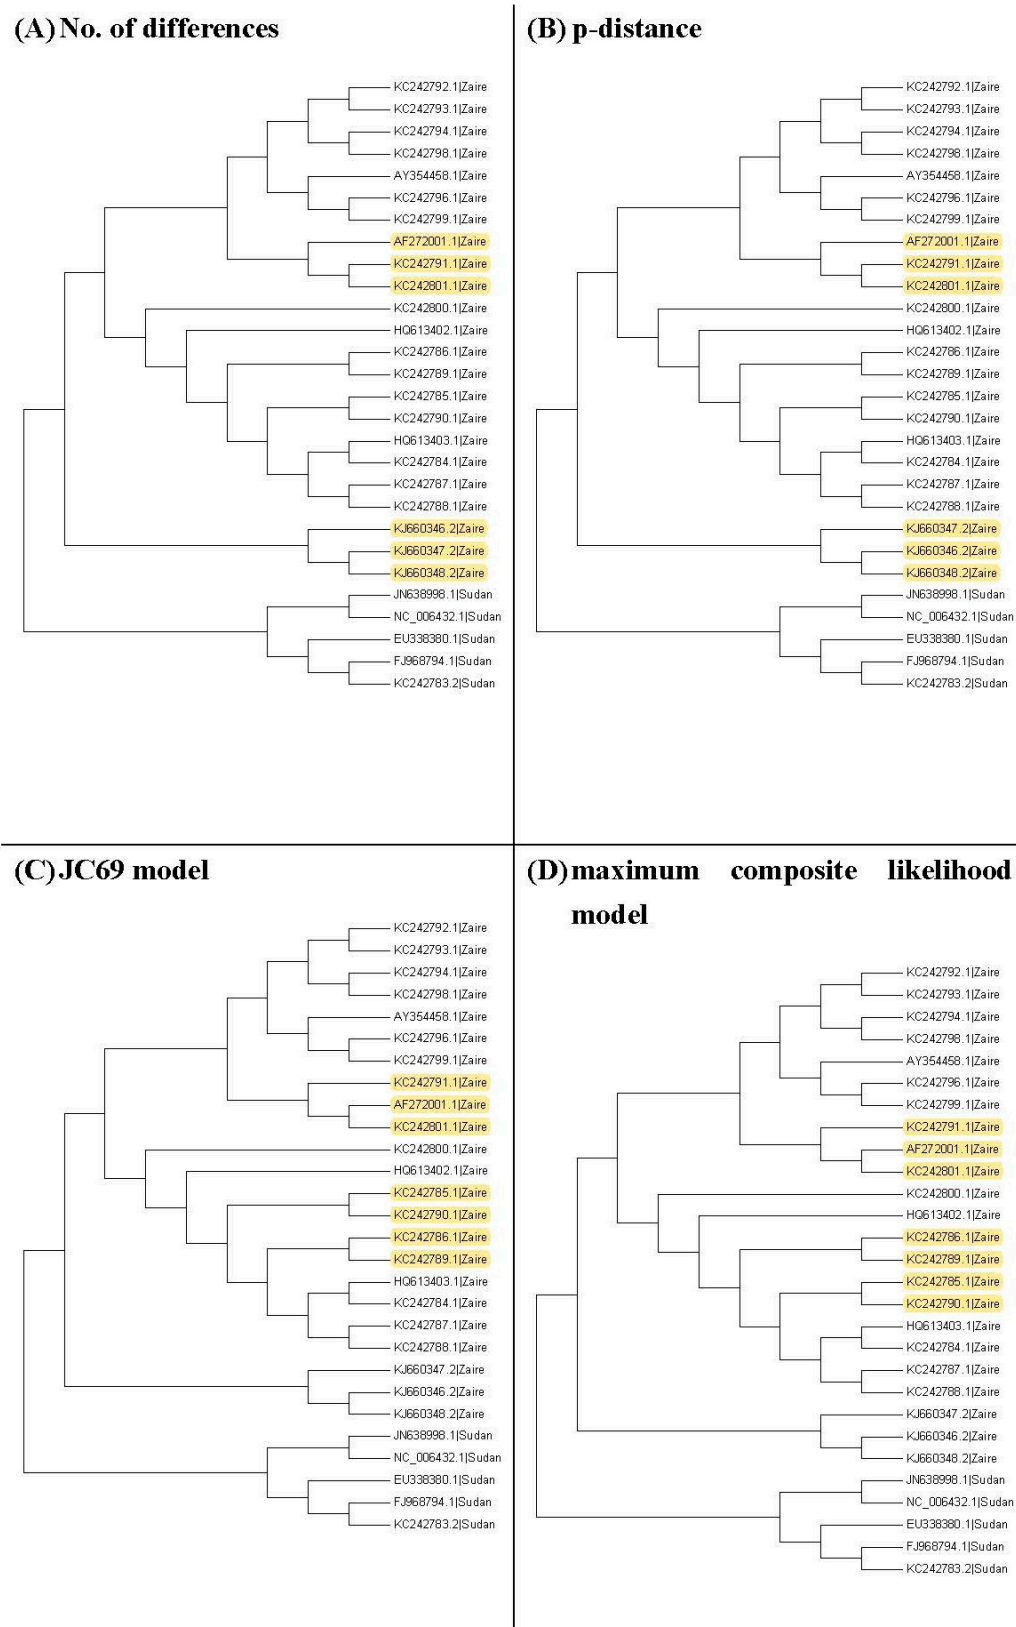 (A) No. of differences
KC242792.1|Zaire
KC242793.1|Zaire
KC242794.1|Zaire
KC242798.1|Zaire
AY354458.1|Zaire
KC242796.1|Zaire
KC242799.1|Zaire
AF272001.1|Zaire
KC242791.1|Zaire
KC242801.1|Zaire
KC242800.1|Zaire
HQ613402.1|Zaire
KC242786.1|Zaire
KC242789.1|Zaire
KC242785.1|Zaire
KC242790.1|Zaire
HQ613403.1|Zaire
KC242784.1|Zaire
KC242787.1|Zaire
KC242788.1|Zaire
KJ660346.2|Zaire
KJ660347.2|Zaire
KJ660348.2|Zaire
JN638998.1|Sudan
NC_006432.1|Sudan
EU338380.1|Sudan
FJ968794.1|Sudan
KC242783.2|Sudan
(B) p-distance
KC242792.1|Zaire
KC242793.1|Zaire
KC242794.1|Zaire
KC242798.1|Zaire
AY354458.1|Zaire
KC242796.1|Zaire
KC242799.1|Zaire
AF272001.1|Zaire
KC242791.1|Zaire
KC242801.1|Zaire
KC242800.1|Zaire
HQ613402.1|Zaire
KC242786.1|Zaire
KC242789.1|Zaire
KC242785.1|Zaire
KC242790.1|Zaire
HQ613403.1|Zaire
KC242784.1|Zaire
KC242787.1|Zaire
KC242788.1|Zaire
KJ660347.2|Zaire
KJ660346.2|Zaire
KJ660348.2|Zaire
JN638998.1|Sudan
NC_006432.1|Sudan
EU338380.1|Sudan
FJ968794.1|Sudan
KC242783.2|Sudan
(C) JC69 model
KC242792.1|Zaire
KC242793.1|Zaire
KC242794.1|Zaire
KC242798.1|Zaire
AY354458.1|Zaire
KC242796.1|Zaire
KC242799.1|Zaire
KC242791.1|Zaire
AF272001.1|Zaire
KC242801.1|Zaire
KC242800.1|Zaire
HQ613402.1|Zaire
KC242785.1|Zaire
KC242790.1|Zaire
KC242786.1|Zaire
KC242789.1|Zaire
HQ613403.1|Zaire
KC242784.1|Zaire
KC242787.1|Zaire
KC242788.1|Zaire
KJ660347.2|Zaire
KJ660346.2|Zaire
KJ660348.2|Zaire
JN638998.1|Sudan
NC_006432.1|Sudan
EU338380.1|Sudan
FJ968794.1|Sudan
KC242783.2|Sudan
(D) maximum composite likelihood
model
KC242792.1|Zaire
KC242793.1|Zaire
KC242794.1|Zaire
KC242798.1|Zaire
AY354458.1|Zaire
KC242796.1|Zaire
KC242799.1|Zaire
KC242791.1|Zaire
AF272001.1|Zaire
KC242801.1|Zaire
KC242800.1|Zaire
HQ613402.1|Zaire
KC242786.1|Zaire
KC242789.1|Zaire
KC242785.1|Zaire
KC242790.1|Zaire
HQ613403.1|Zaire
KC242784.1|Zaire
KC242787.1|Zaire
KC242788.1|Zaire
KJ660347.2|Zaire
KJ660346.2|Zaire
KJ660348.2|Zaire
JN638998.1|Sudan
NC_006432.1|Sudan
EU338380.1|Sudan
FJ968794.1|Sudan
KC242783.2|Sudan